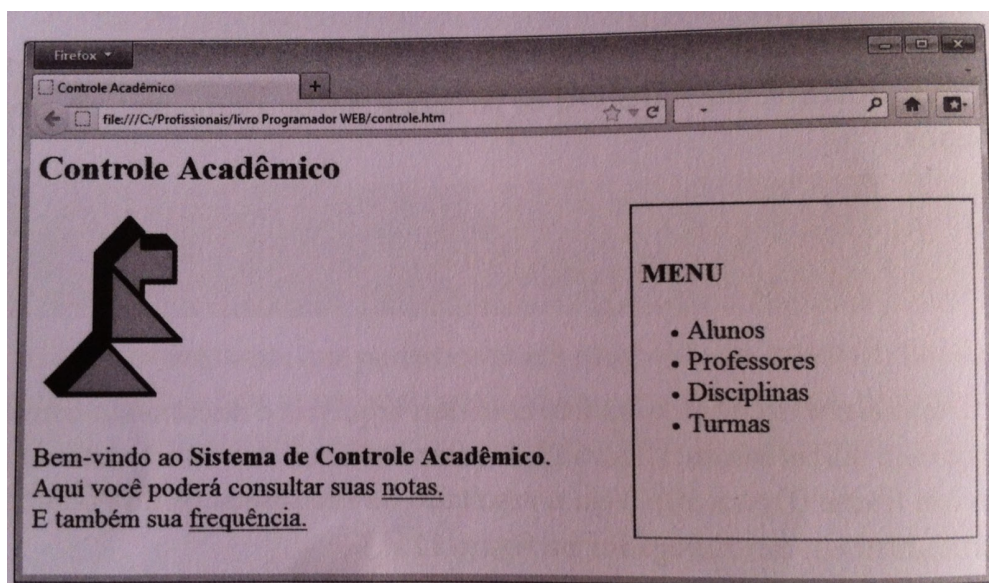 Firefox
Controle Acadêmico
file:///C:/Profissionais/livro Programador WEB/controle.htm
Controle Acadêmico
MENU
• Alunos
• Professores
• Disciplinas
• Turmas
Bem-vindo ao Sistema de Controle Acadêmico.
Aqui você poderá consultar suas notas.
E também sua frequência.